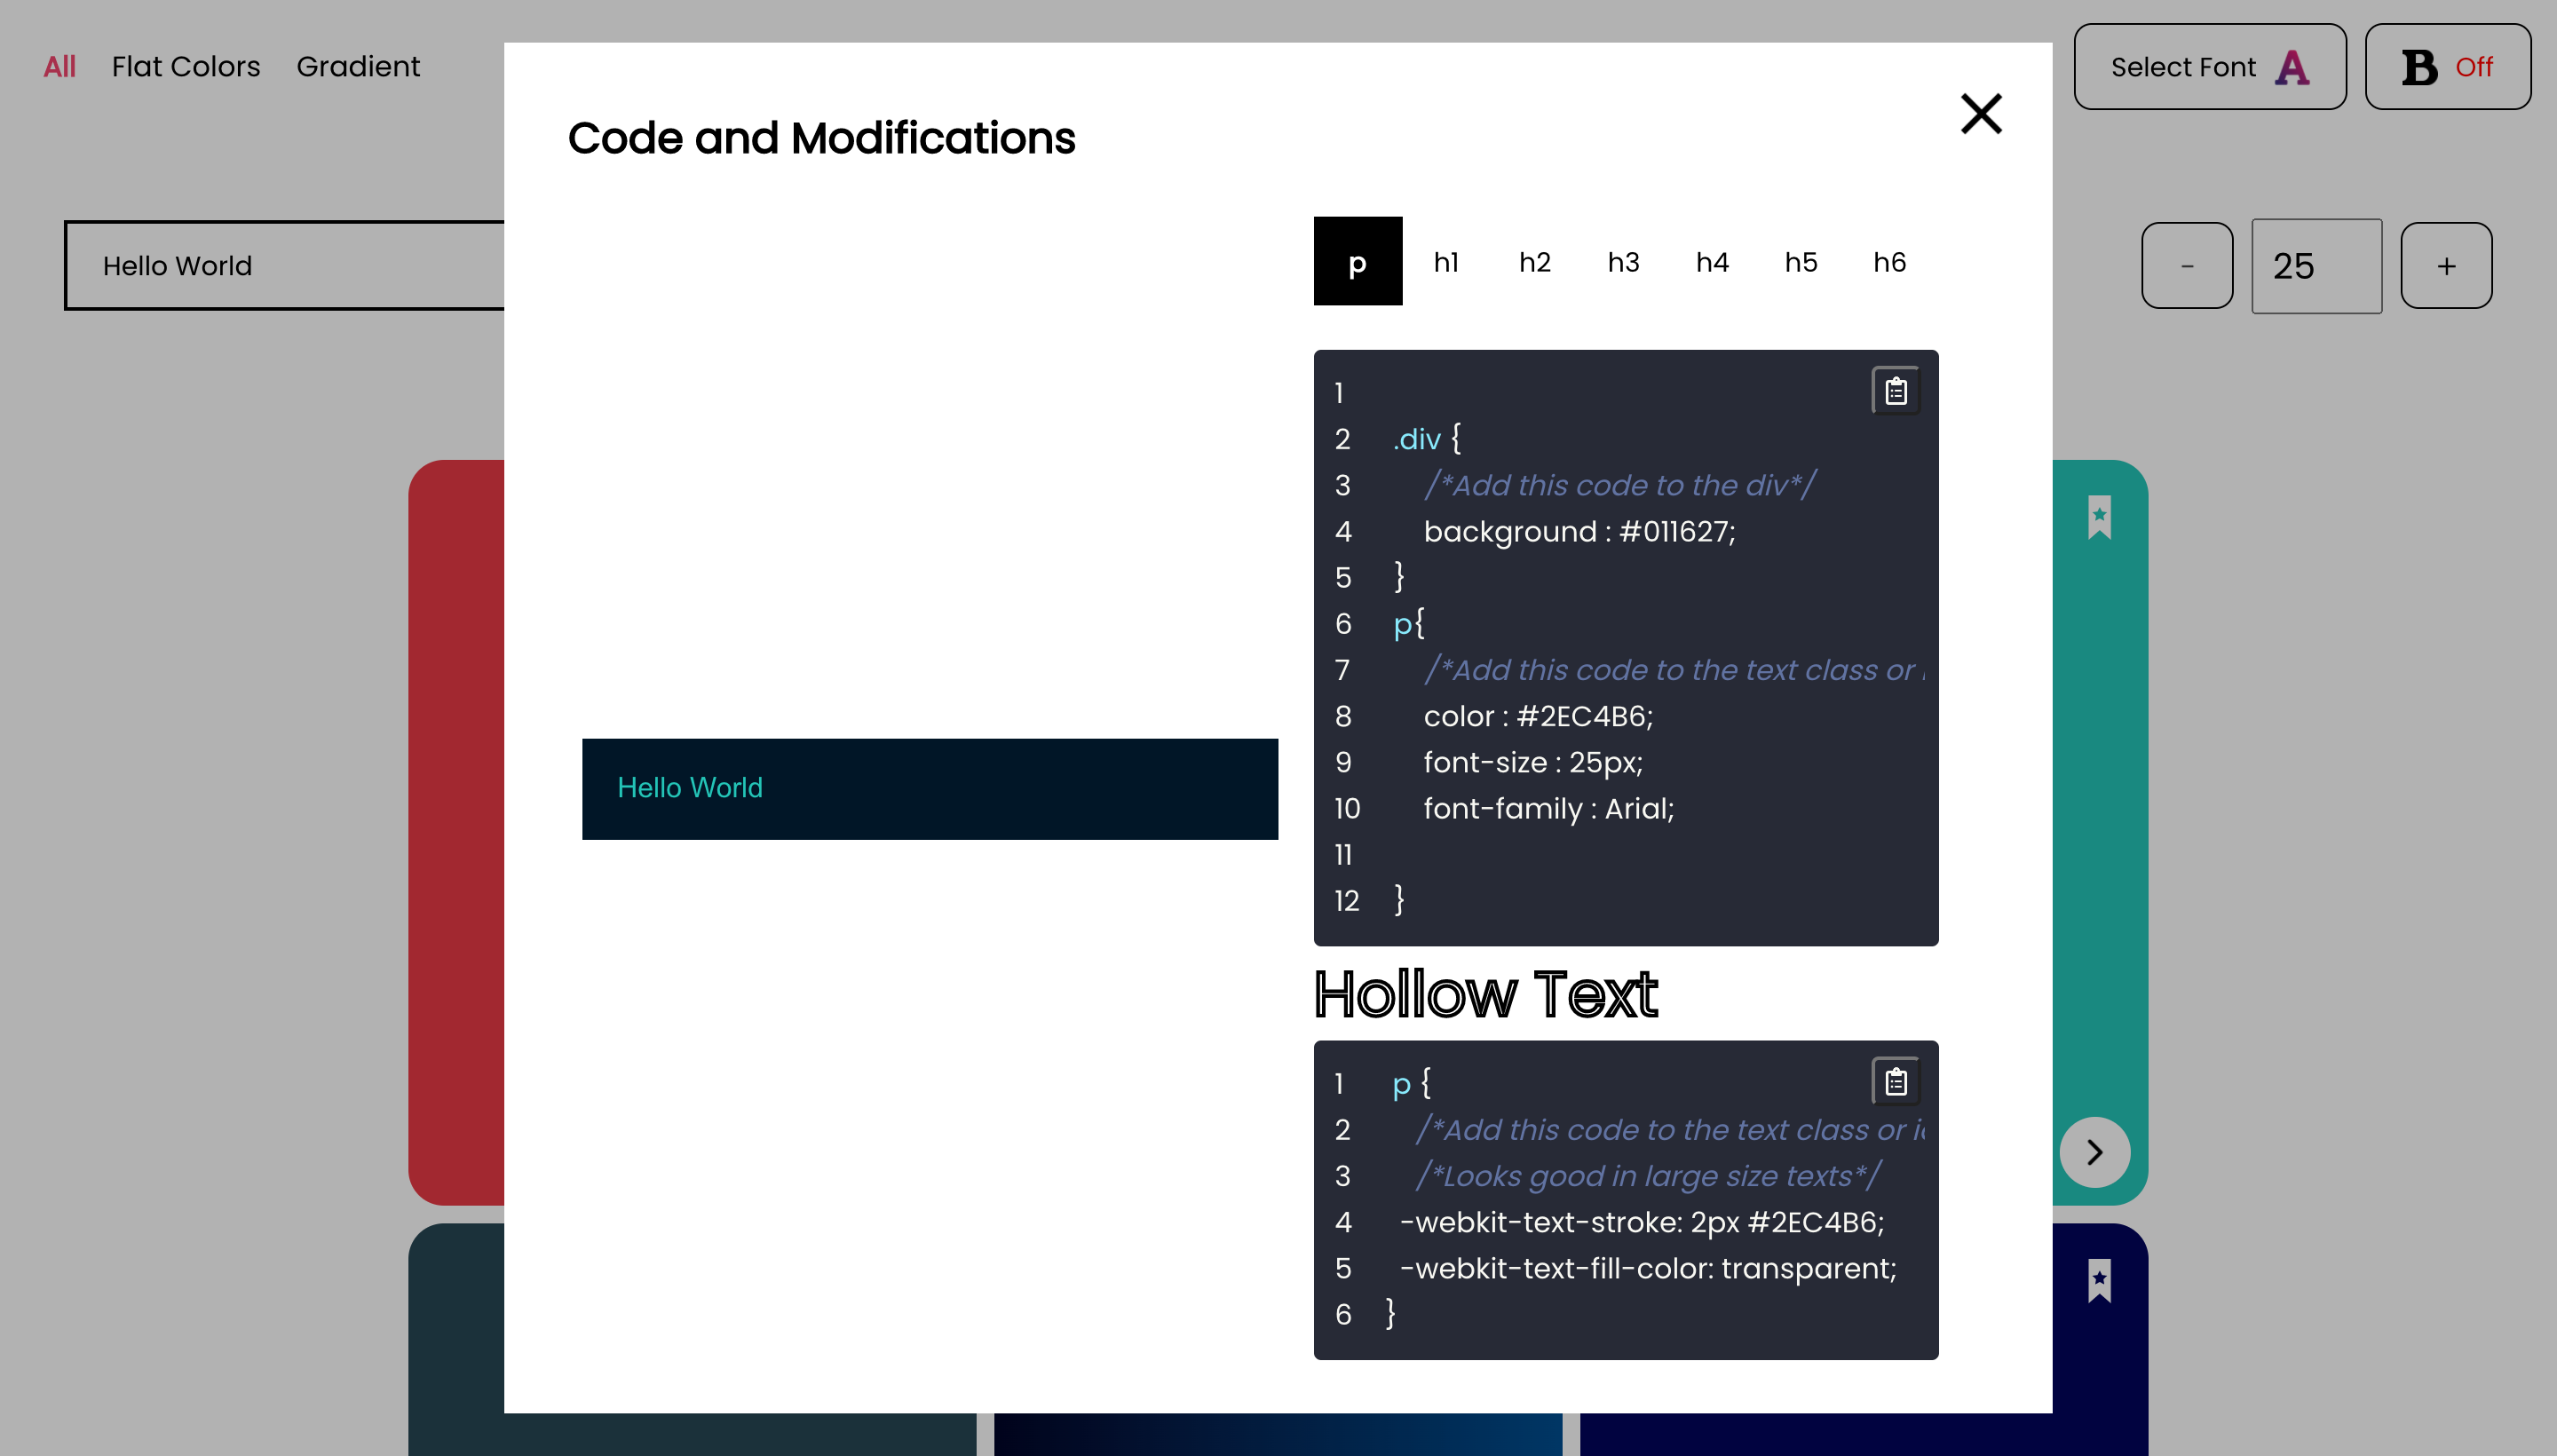 All Flat Colors Gradient
Select Font A
B Off
Code and Modifications
Hello World
- 25 +
p h1 h2 h3 h4 h5 h6
1
2 .div {
3 /*Add this code to the div*/
4 background : #011627;
5 }
6 p{
7 /*Add this code to the text class or
8 color : #2EC4B6;
9 font-size : 25px;
10 font-family : Arial;
11
12 }
Hello World
Hollow Text
1 p {
2 /*Add this code to the text class or
3 /*Looks good in large size texts*/
4 -webkit-text-stroke: 2px #2EC4B6;
5 -webkit-text-fill-color: transparent;
6 }